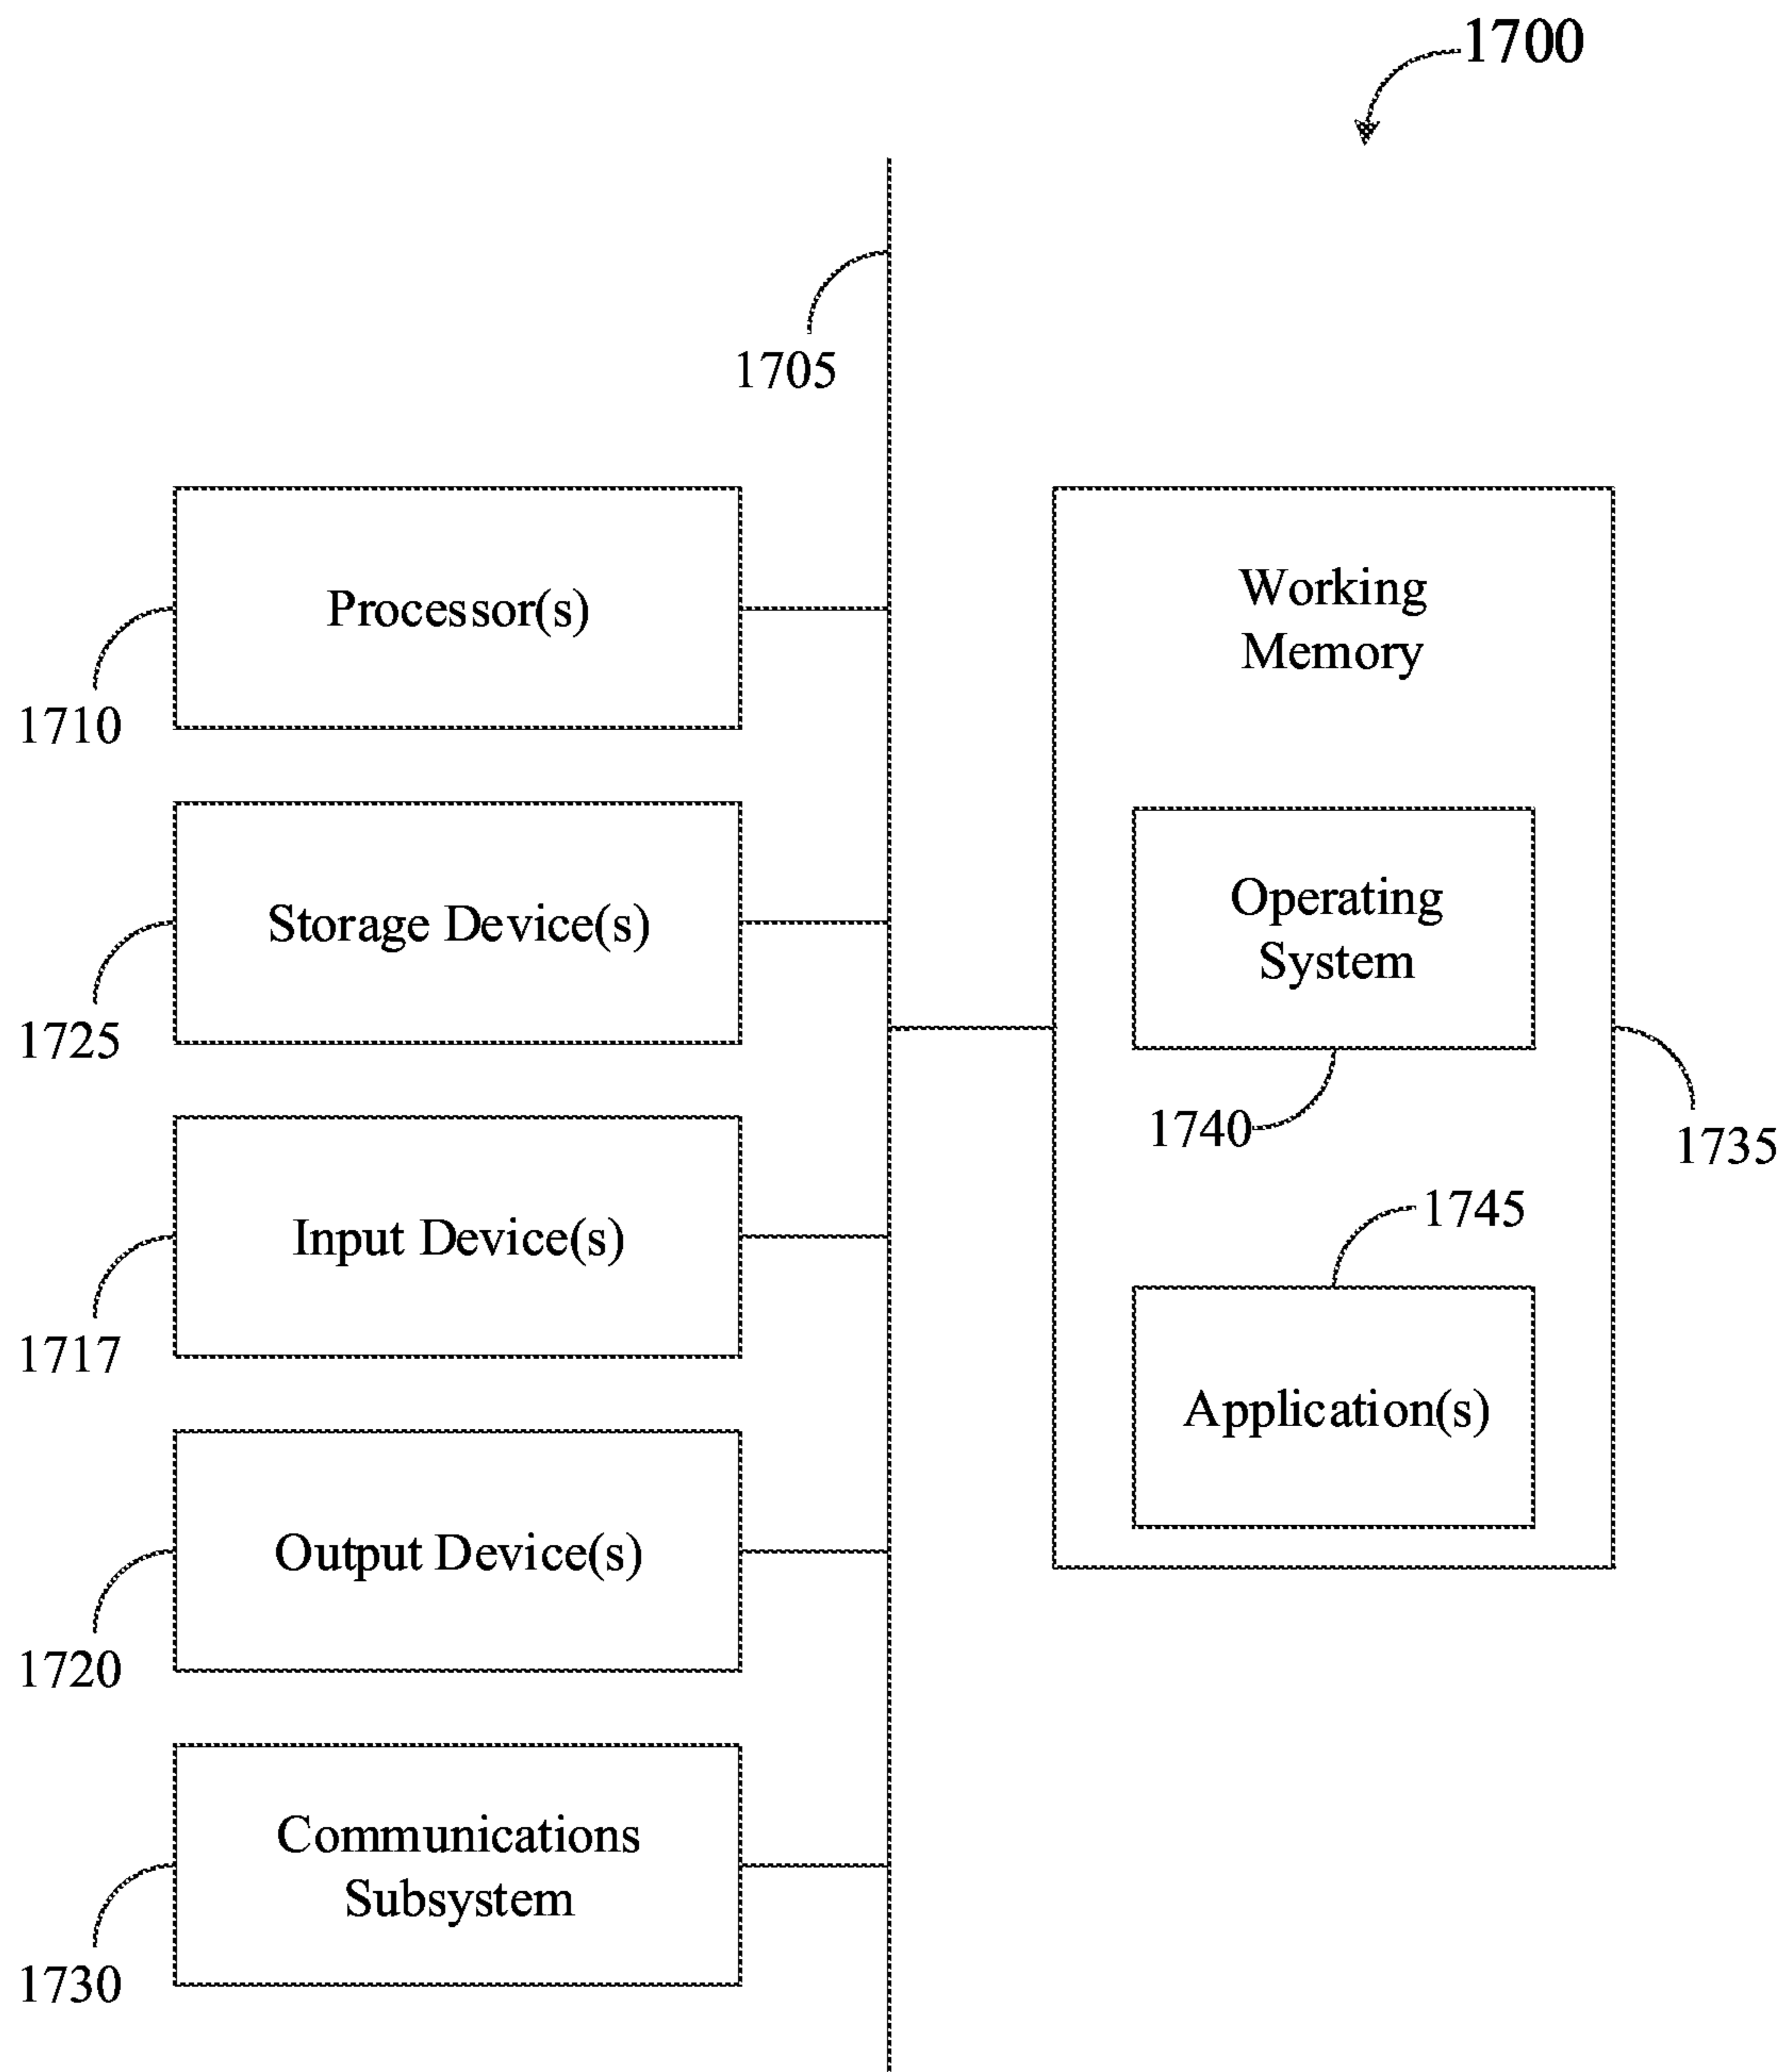 1700
1705
Processor(s)
1710
Storage Device(s)
1725
Input Device(s)
1717
Output Device(s)
1720
Communications
Subsystem
1730
Working
Memory
Operating
System
1740
1735
1745
Application(s)